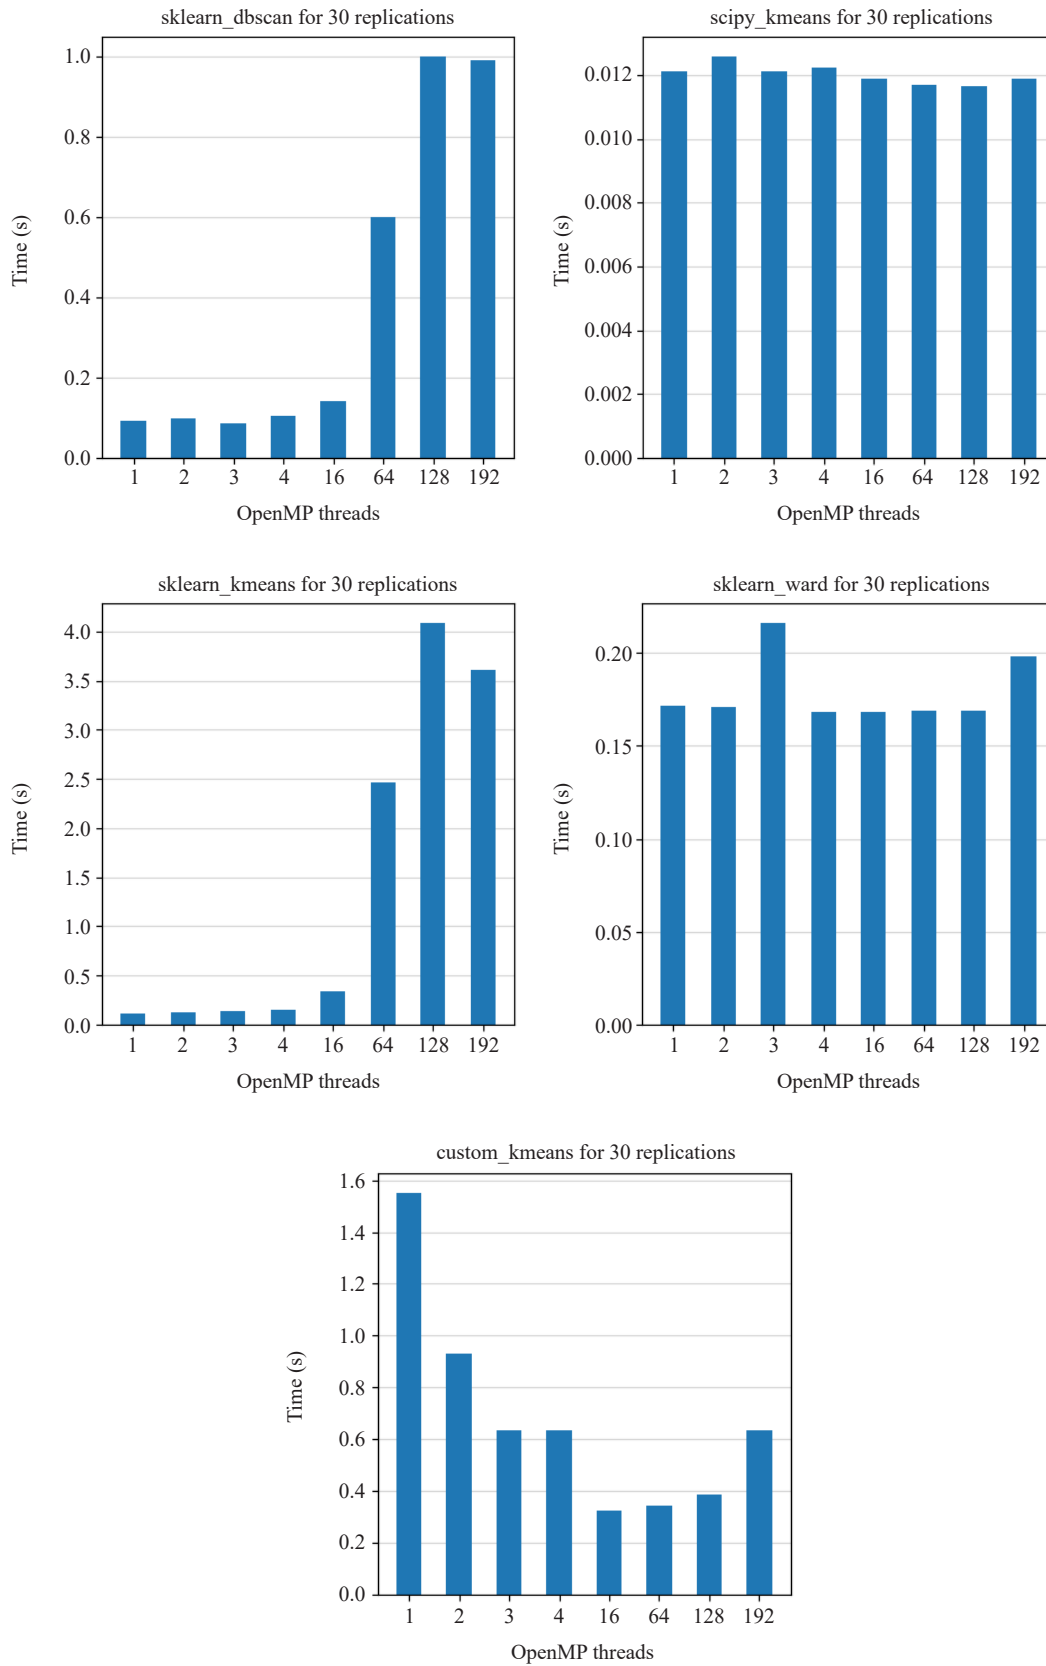 sklearn_dbscan for 30 replications
1.0
0.8
0.6
0.4
0.2
0.0
Time (s)
1 2 3 4 16 64 128 192
OpenMP threads
scipy_kmeans for 30 replications
0.012
0.010
0.008
0.006
0.004
0.002
0.000
Time (s)
1 2 3 4 16 64 128 192
OpenMP threads
sklearn_kmeans for 30 replications
4.0
3.5
3.0
2.5
2.0
1.5
1.0
0.5
0.0
Time (s)
1 2 3 4 16 64 128 192
OpenMP threads
sklearn_ward for 30 replications
0.20
0.15
0.10
0.05
0.00
Time (s)
1 2 3 4 16 64 128 192
OpenMP threads
custom_kmeans for 30 replications
1.6
1.4
1.2
1.0
0.8
0.6
0.4
0.2
0.0
Time (s)
1 2 3 4 16 64 128 192
OpenMP threads